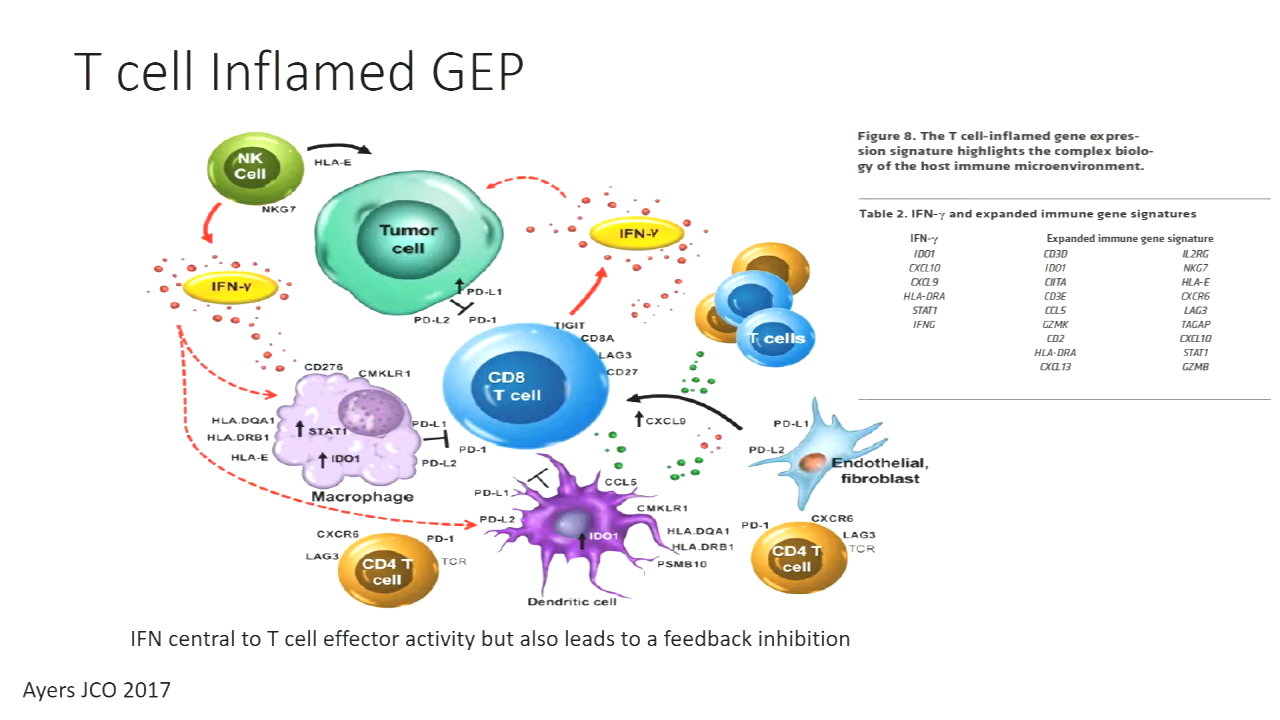 T cell Inflamed GEP
NK
Cell
HLA-E
NKG7
IFN-γ
Tumor
cell
PD-L1
PD-L2
PD-1
IFN-γ
T cells
TIGIT
CD8A
LAG3
CD27
CD8
T cell
CD276
CMKLR1
HLA.DQA1
HLA.DRB1
HLA-E
STAT1
IDO1
PD-L1
PD-1
PD-L2
Macrophage
CXCL9
PD-L1
PD-L2
Endothelial,
fibroblast
PD-L1
PD-L2
CCL5
CMKLR1
IDO1
HLA.DQA1
HLA.DRB1
PSMB10
Dendritic cell
CXCR6
PD-1
LAG3
TCR
CD4 T
cell
PD-1
CXCR6
LAG3
TCR
CD4 T
cell
Figure 8. The T cell-inflamed gene expres-
sion signature highlights the complex biolo-
gy of the host immune microenvironment.
Table 2. IFN-γ and expanded immune gene signatures
IFN-γ Expanded immune gene signature
IDO1 CD3D IL2RG
CXCL10 IDO1 NKG7
CXCL9 CIITA HLA-E
HLA-DRA CD3E CXCR6
STAT1 CCL5 LAG3
IFNG GZMK TAGAP
CD2 CXCL10
HLA-DRA STAT1
CXCL13 GZMB
IFN central to T cell effector activity but also leads to a feedback inhibition
Ayers JCO 2017